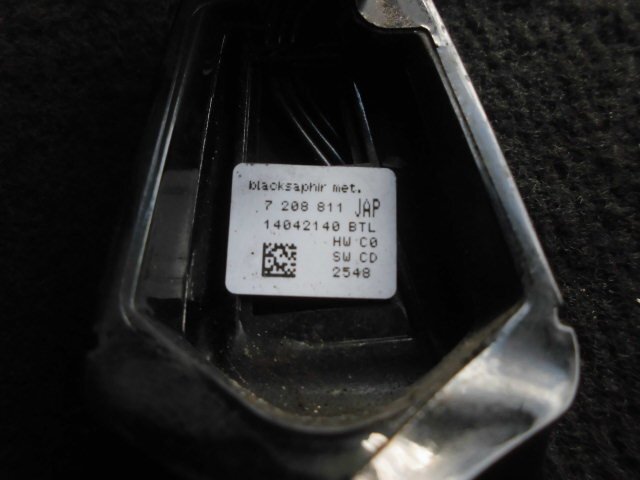 blacksaphir met.
7 208 811 JAP
14042140 BTL
HW C0
SW CD
2548